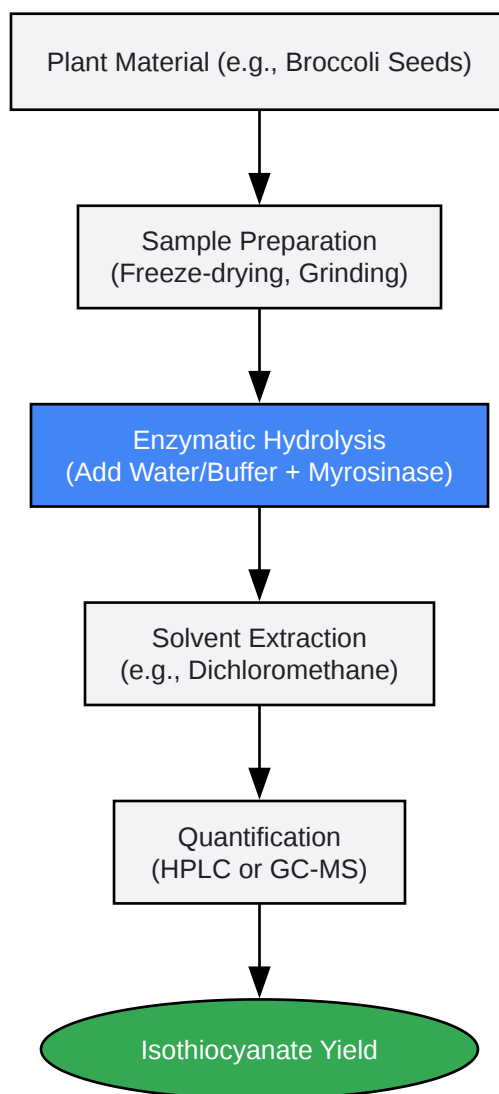 Plant Material (e.g., Broccoli Seeds)
Sample Preparation
(Freeze-drying, Grinding)
Enzymatic Hydrolysis
(Add Water/Buffer + Myrosinase)
Solvent Extraction
(e.g., Dichloromethane)
Quantification
(HPLC or GC-MS)
Isothiocyanate Yield